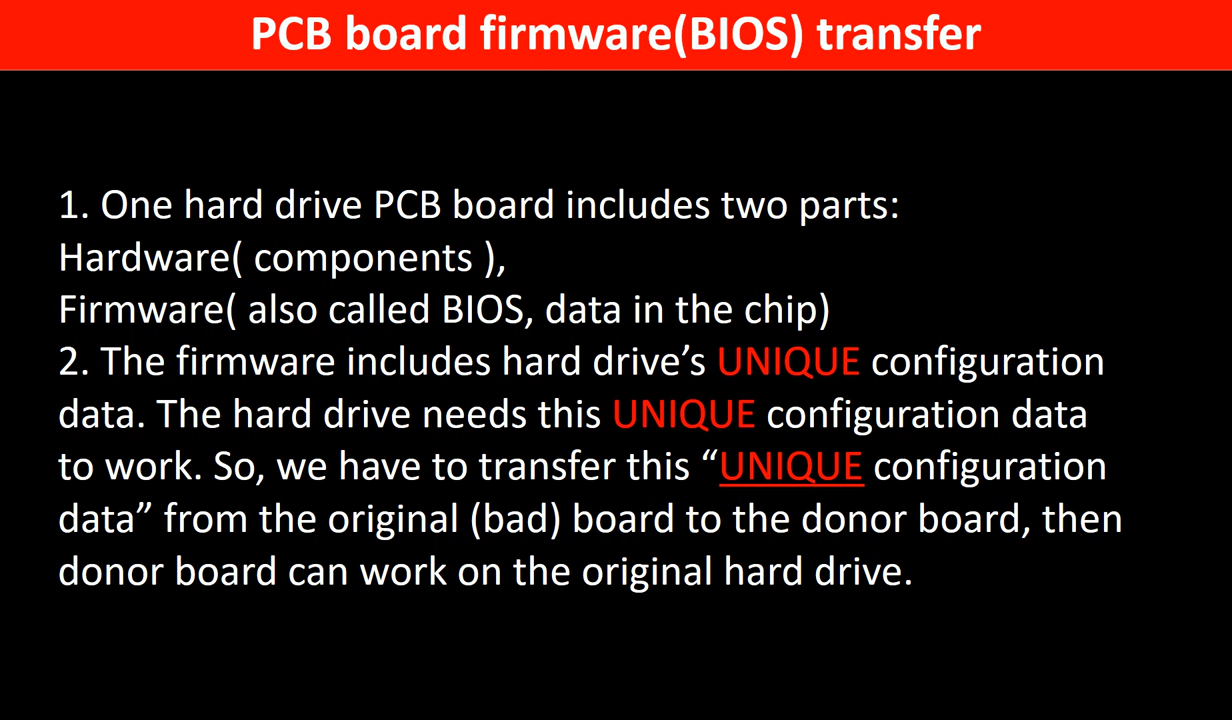 PCB board firmware(BIOS) transfer
1. One hard drive PCB board includes two parts:
Hardware( components ),
Firmware( also called BIOS, data in the chip)
2. The firmware includes hard drive’s UNIQUE configuration
data. The hard drive needs this UNIQUE configuration data
to work. So, we have to transfer this “UNIQUE configuration
data” from the original (bad) board to the donor board, then
donor board can work on the original hard drive.